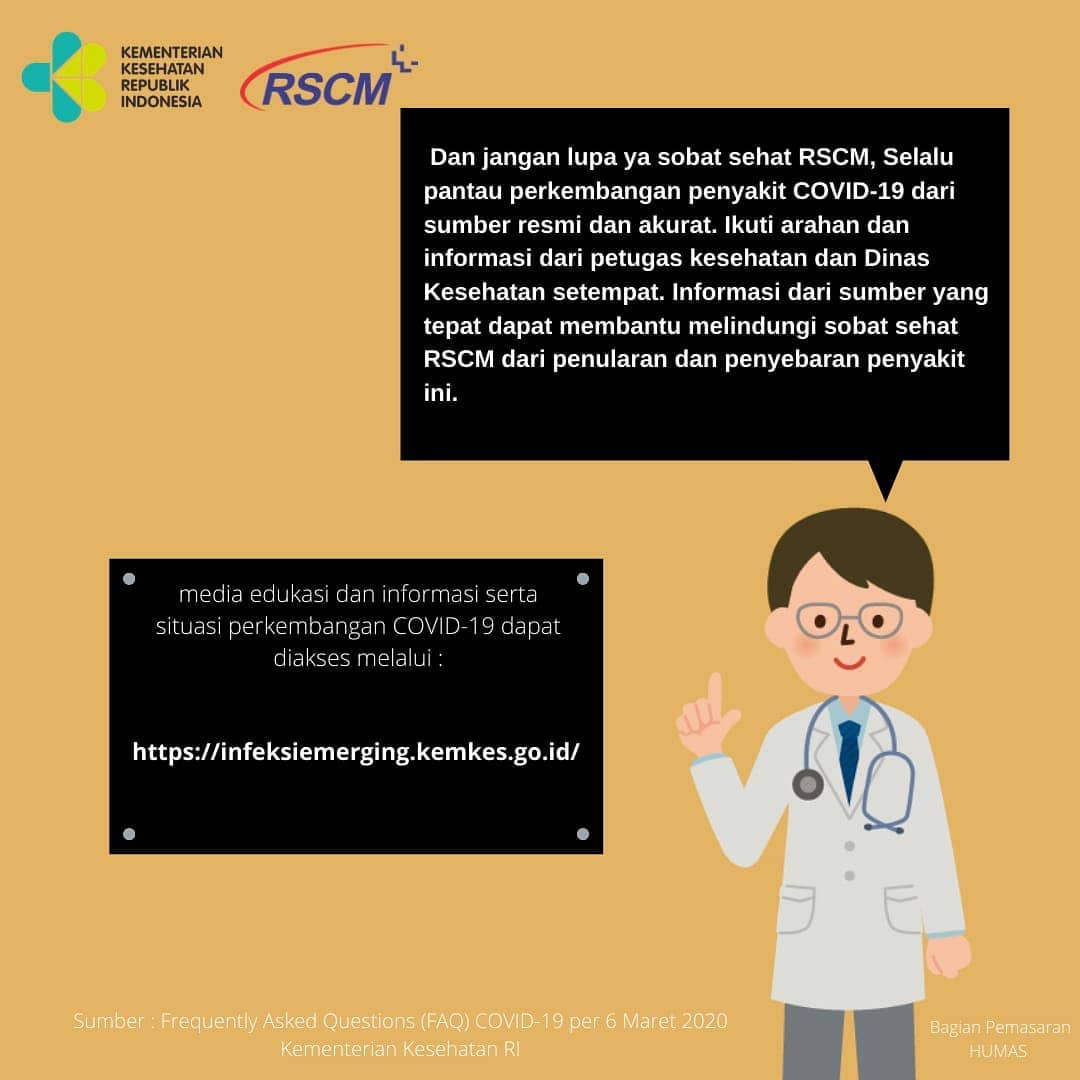 KEMENTERIAN
KESEHATAN
REPUBLIK
INDONESIA
RSCM
Dan jangan lupa ya sobat sehat RSCM, Selalu
pantau perkembangan penyakit COVID-19 dari
sumber resmi dan akurat. Ikuti arahan dan
informasi dari petugas kesehatan dan Dinas
Kesehatan setempat. Informasi dari sumber yang
tepat dapat membantu melindungi sobat sehat
RSCM dari penularan dan penyebaran penyakit
ini.
media edukasi dan informasi serta
situasi perkembangan COVID-19 dapat
diakses melalui :
https://infeksiemerging.kemkes.go.id/
Sumber : Frequently Asked Questions (FAQ) COVID-19 per 6 Maret 2020
Kementerian Kesehatan RI
Bagian Pemasaran
HUMAS